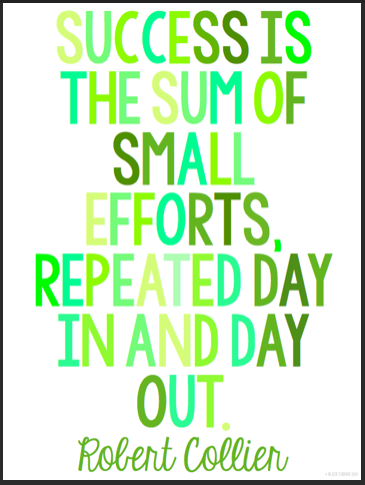 SUCCESS IS
THE SUM OF
SMALL
EFFORTS,
REPEATED DAY
IN AND DAY
OUT.
Robert Collier